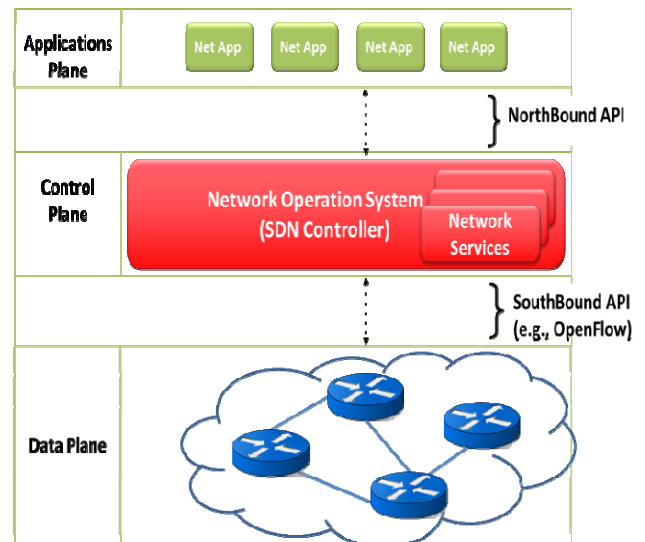 Applications
Plane
Net App
Net App
Net App
Net App
NorthBound API
Control
Plane
Network Operation System
(SDN Controller)
Network
Services
SouthBound API
(e.g., OpenFlow)
Data Plane